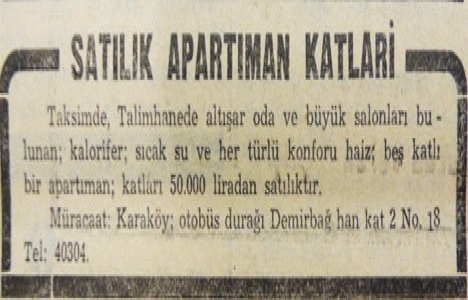 SATILIK APARTIMAN KATLARİ
Taksimde, Talimhanede altışar oda ve büyük salonları bu-
lunan; kalorifer; sıcak su ve her türlü konforu haiz; beş katlı
bir apartıman; katları 50.000 liradan satılıktır.
Müracaat: Karaköy; otobüs durağı Demirbağ han kat 2 No. 18
Tel: 40304.